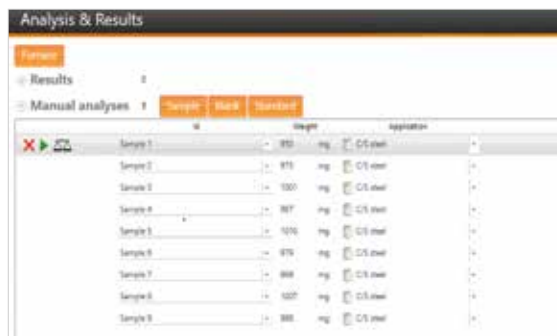 Analysis & Results
Furnace
Results
Manual analyses Sample Blank Standard
Id Weight Application
Sample 1 mg C/S steel
Sample 2 mg C/S steel
Sample 3 1001 mg C/S steel
Sample 4 mg C/S steel
Sample 5 mg C/S steel
Sample 6 mg C/S steel
Sample 7 mg C/S steel
Sample 8 1007 mg C/S steel
Sample 9 mg C/S steel